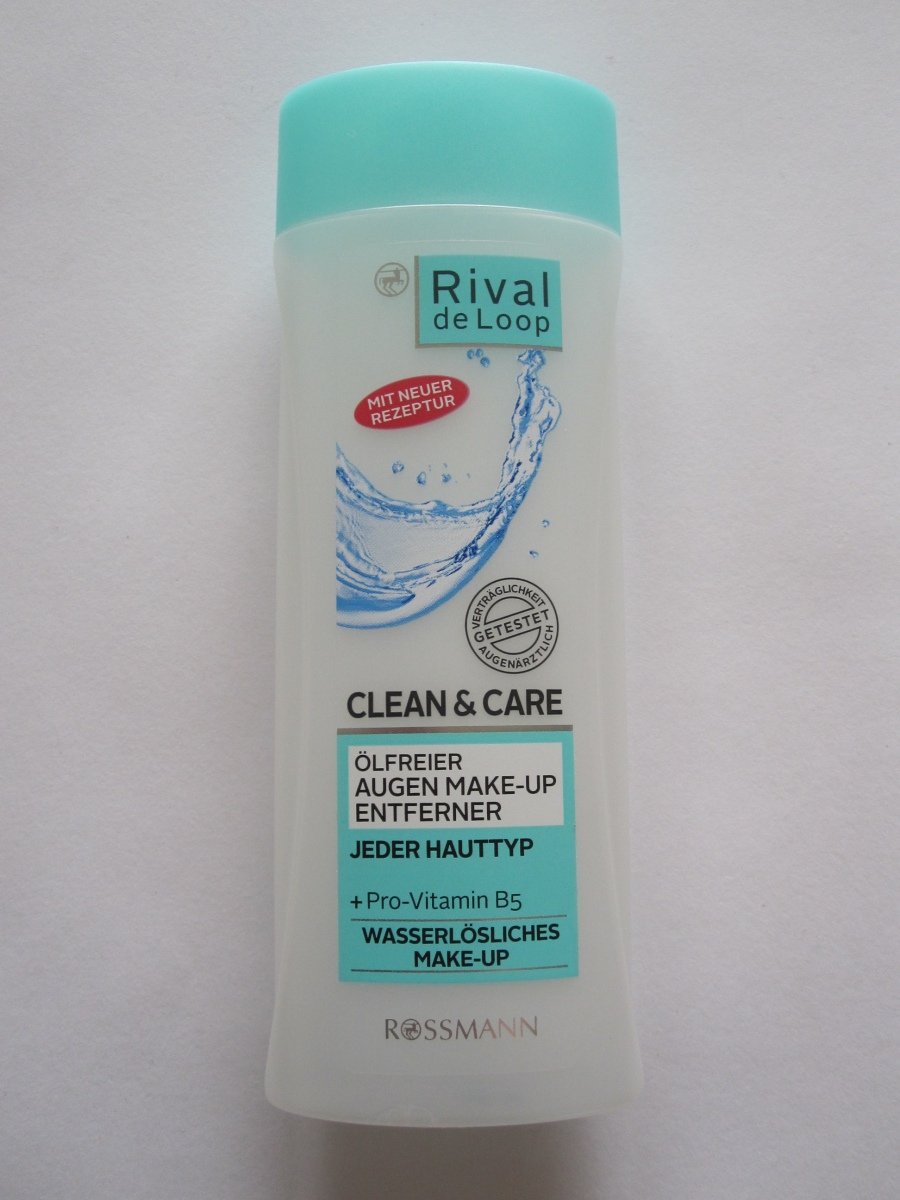 Rival
de Loop
MIT NEUER
REZEPTUR
VERTRÄGLICHKEIT
GETESTET
AUGENÄRZTLICH
CLEAN & CARE
ÖLFREIER
AUGEN MAKE-UP
ENTFERNER
JEDER HAUTTYP
+Pro-Vitamin B5
WASSERLÖSLICHES
MAKE-UP
ROSSMANN